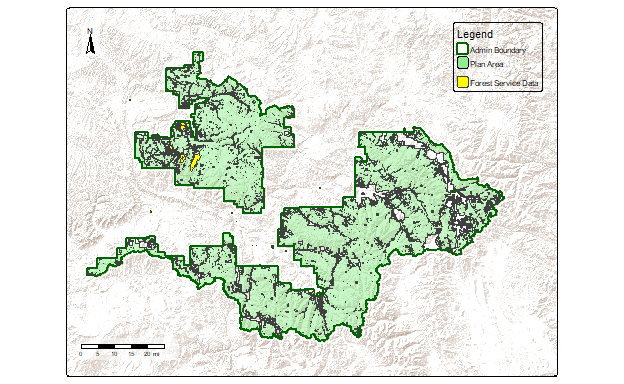 N
Legend
Admin Boundary
Plan Area
Forest Service Data
0 5 10 15 20 mi